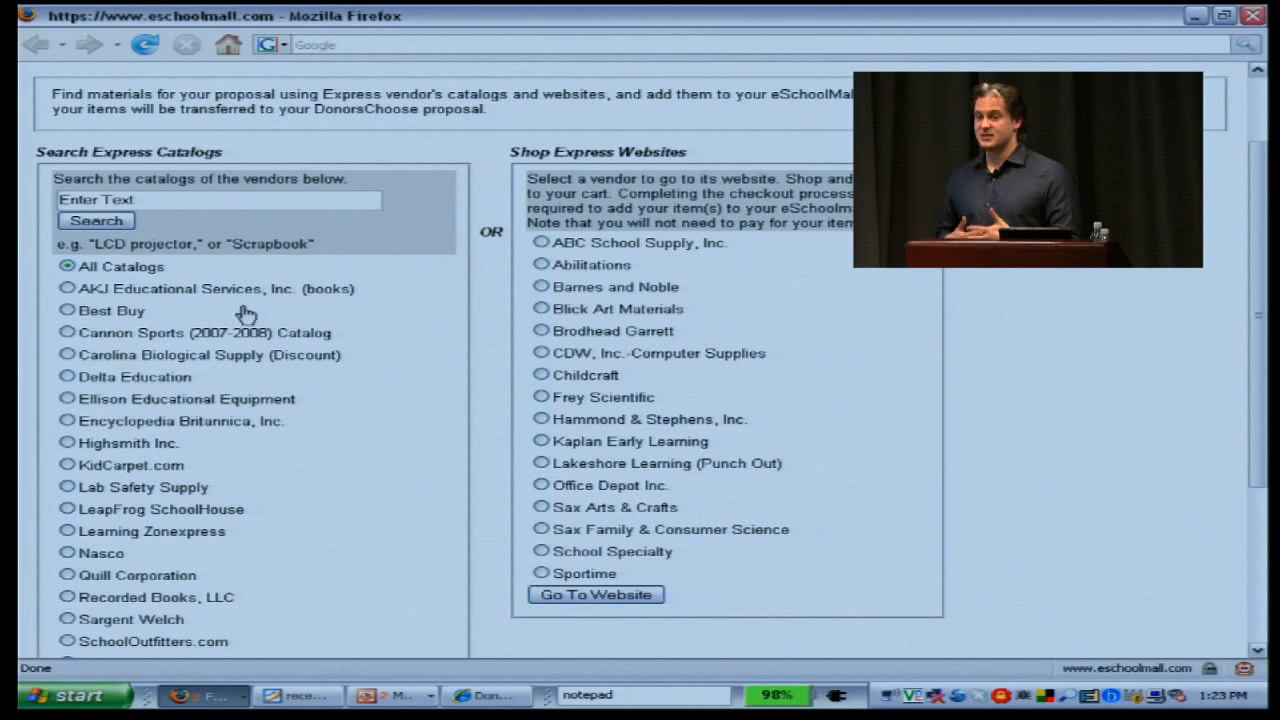 https://www.eschoolmall.com - Mozilla Firefox
Google
Find materials for your proposal using Express vendor's catalogs and websites, and add them to your eSchoolMa
your items will be transferred to your DonorsChoose proposal.
Search Express Catalogs
Search the catalogs of the vendors below.
Enter Text
Search
e.g. "LCD projector," or "Scrapbook"
All Catalogs
AKJ Educational Services, Inc. (books)
Best Buy
Cannon Sports (2007-2008) Catalog
Carolina Biological Supply (Discount)
Delta Education
Ellison Educational Equipment
Encyclopedia Britannica, Inc.
Highsmith Inc.
KidCarpet.com
Lab Safety Supply
LeapFrog SchoolHouse
Learning Zonexpress
Nasco
Quill Corporation
Recorded Books, LLC
Sargent Welch
SchoolOutfitters.com
OR
Shop Express Websites
Select a vendor to go to its website. Shop and
to your cart. Completing the checkout process
required to add your item(s) to your eSchoolma
Note that you will not need to pay for your item
ABC School Supply, Inc.
Abilitations
Barnes and Noble
Blick Art Materials
Brodhead Garrett
CDW, Inc.-Computer Supplies
Childcraft
Frey Scientific
Hammond & Stephens, Inc.
Kaplan Early Learning
Lakeshore Learning (Punch Out)
Office Depot Inc.
Sax Arts & Crafts
Sax Family & Consumer Science
School Specialty
Sportime
Go To Website
Done
www.eschoolmall.com
start
2 F...
rece...
2 M...
Don...
notepad
98%
1:23 PM